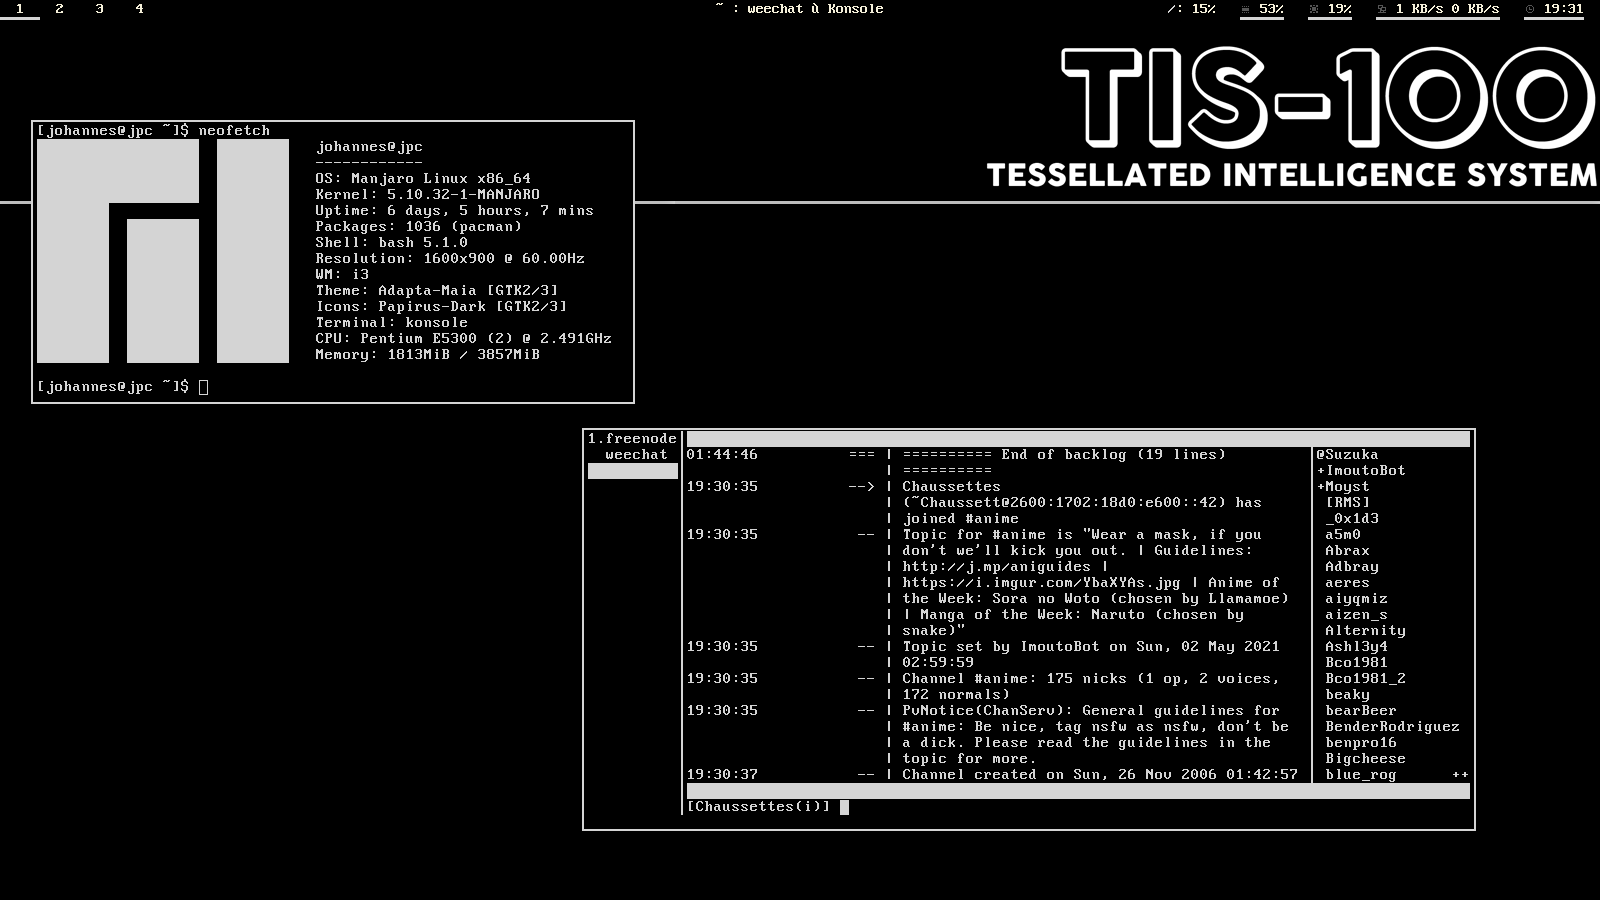 1 2 3 4
~ : weechat ù Konsole
/: 15% 53% 19% 1 KB/s 0 KB/s 19:31
TIS-100
TESSELLATED INTELLIGENCE SYSTEM
[johannes@jpc ~]$ neofetch
johannes@jpc
------------
OS: Manjaro Linux x86_64
Kernel: 5.10.32-1-MANJARO
Uptime: 6 days, 5 hours, 7 mins
Packages: 1036 (pacman)
Shell: bash 5.1.0
Resolution: 1600x900 @ 60.00Hz
WM: i3
Theme: Adapta-Maia [GTK2/3]
Icons: Papirus-Dark [GTK2/3]
Terminal: konsole
CPU: Pentium E5300 (2) @ 2.491GHz
Memory: 1813MiB / 3857MiB
[johannes@jpc ~]$
1.freenode
weechat
01:44:46 === | ========== End of backlog (19 lines)
| ==========
19:30:35 --> | Chaussettes
| (~Chaussett@2600:1702:18d0:e600::42) has
| joined #anime
19:30:35 -- | Topic for #anime is "Wear a mask, if you
| don't we'll kick you out. | Guidelines:
| http://j.mp/aniguides |
| https://i.imgur.com/YbaXYAs.jpg | Anime of
| the Week: Sora no Woto (chosen by Llamamoe)
| | Manga of the Week: Naruto (chosen by
| snake)"
19:30:35 -- | Topic set by ImoutoBot on Sun, 02 May 2021
| 02:59:59
19:30:35 -- | Channel #anime: 175 nicks (1 op, 2 voices,
| 172 normals)
19:30:35 -- | PvNotice(ChanServ): General guidelines for
| #anime: Be nice, tag nsfw as nsfw, don't be
| a dick. Please read the guidelines in the
| topic for more.
19:30:37 -- | Channel created on Sun, 26 Nov 2006 01:42:57
[Chaussettes(i)]
@Suzuka
+ImoutoBot
+Moyst
[RMS]
_0x1d3
a5m0
Abrax
Adbray
aeres
aiyqmiz
aizen_s
Alternity
Ashl3y4
Bco1981
Bco1981_2
beaky
bearBeer
BenderRodriguez
benpro16
Bigcheese
blue_rog ++